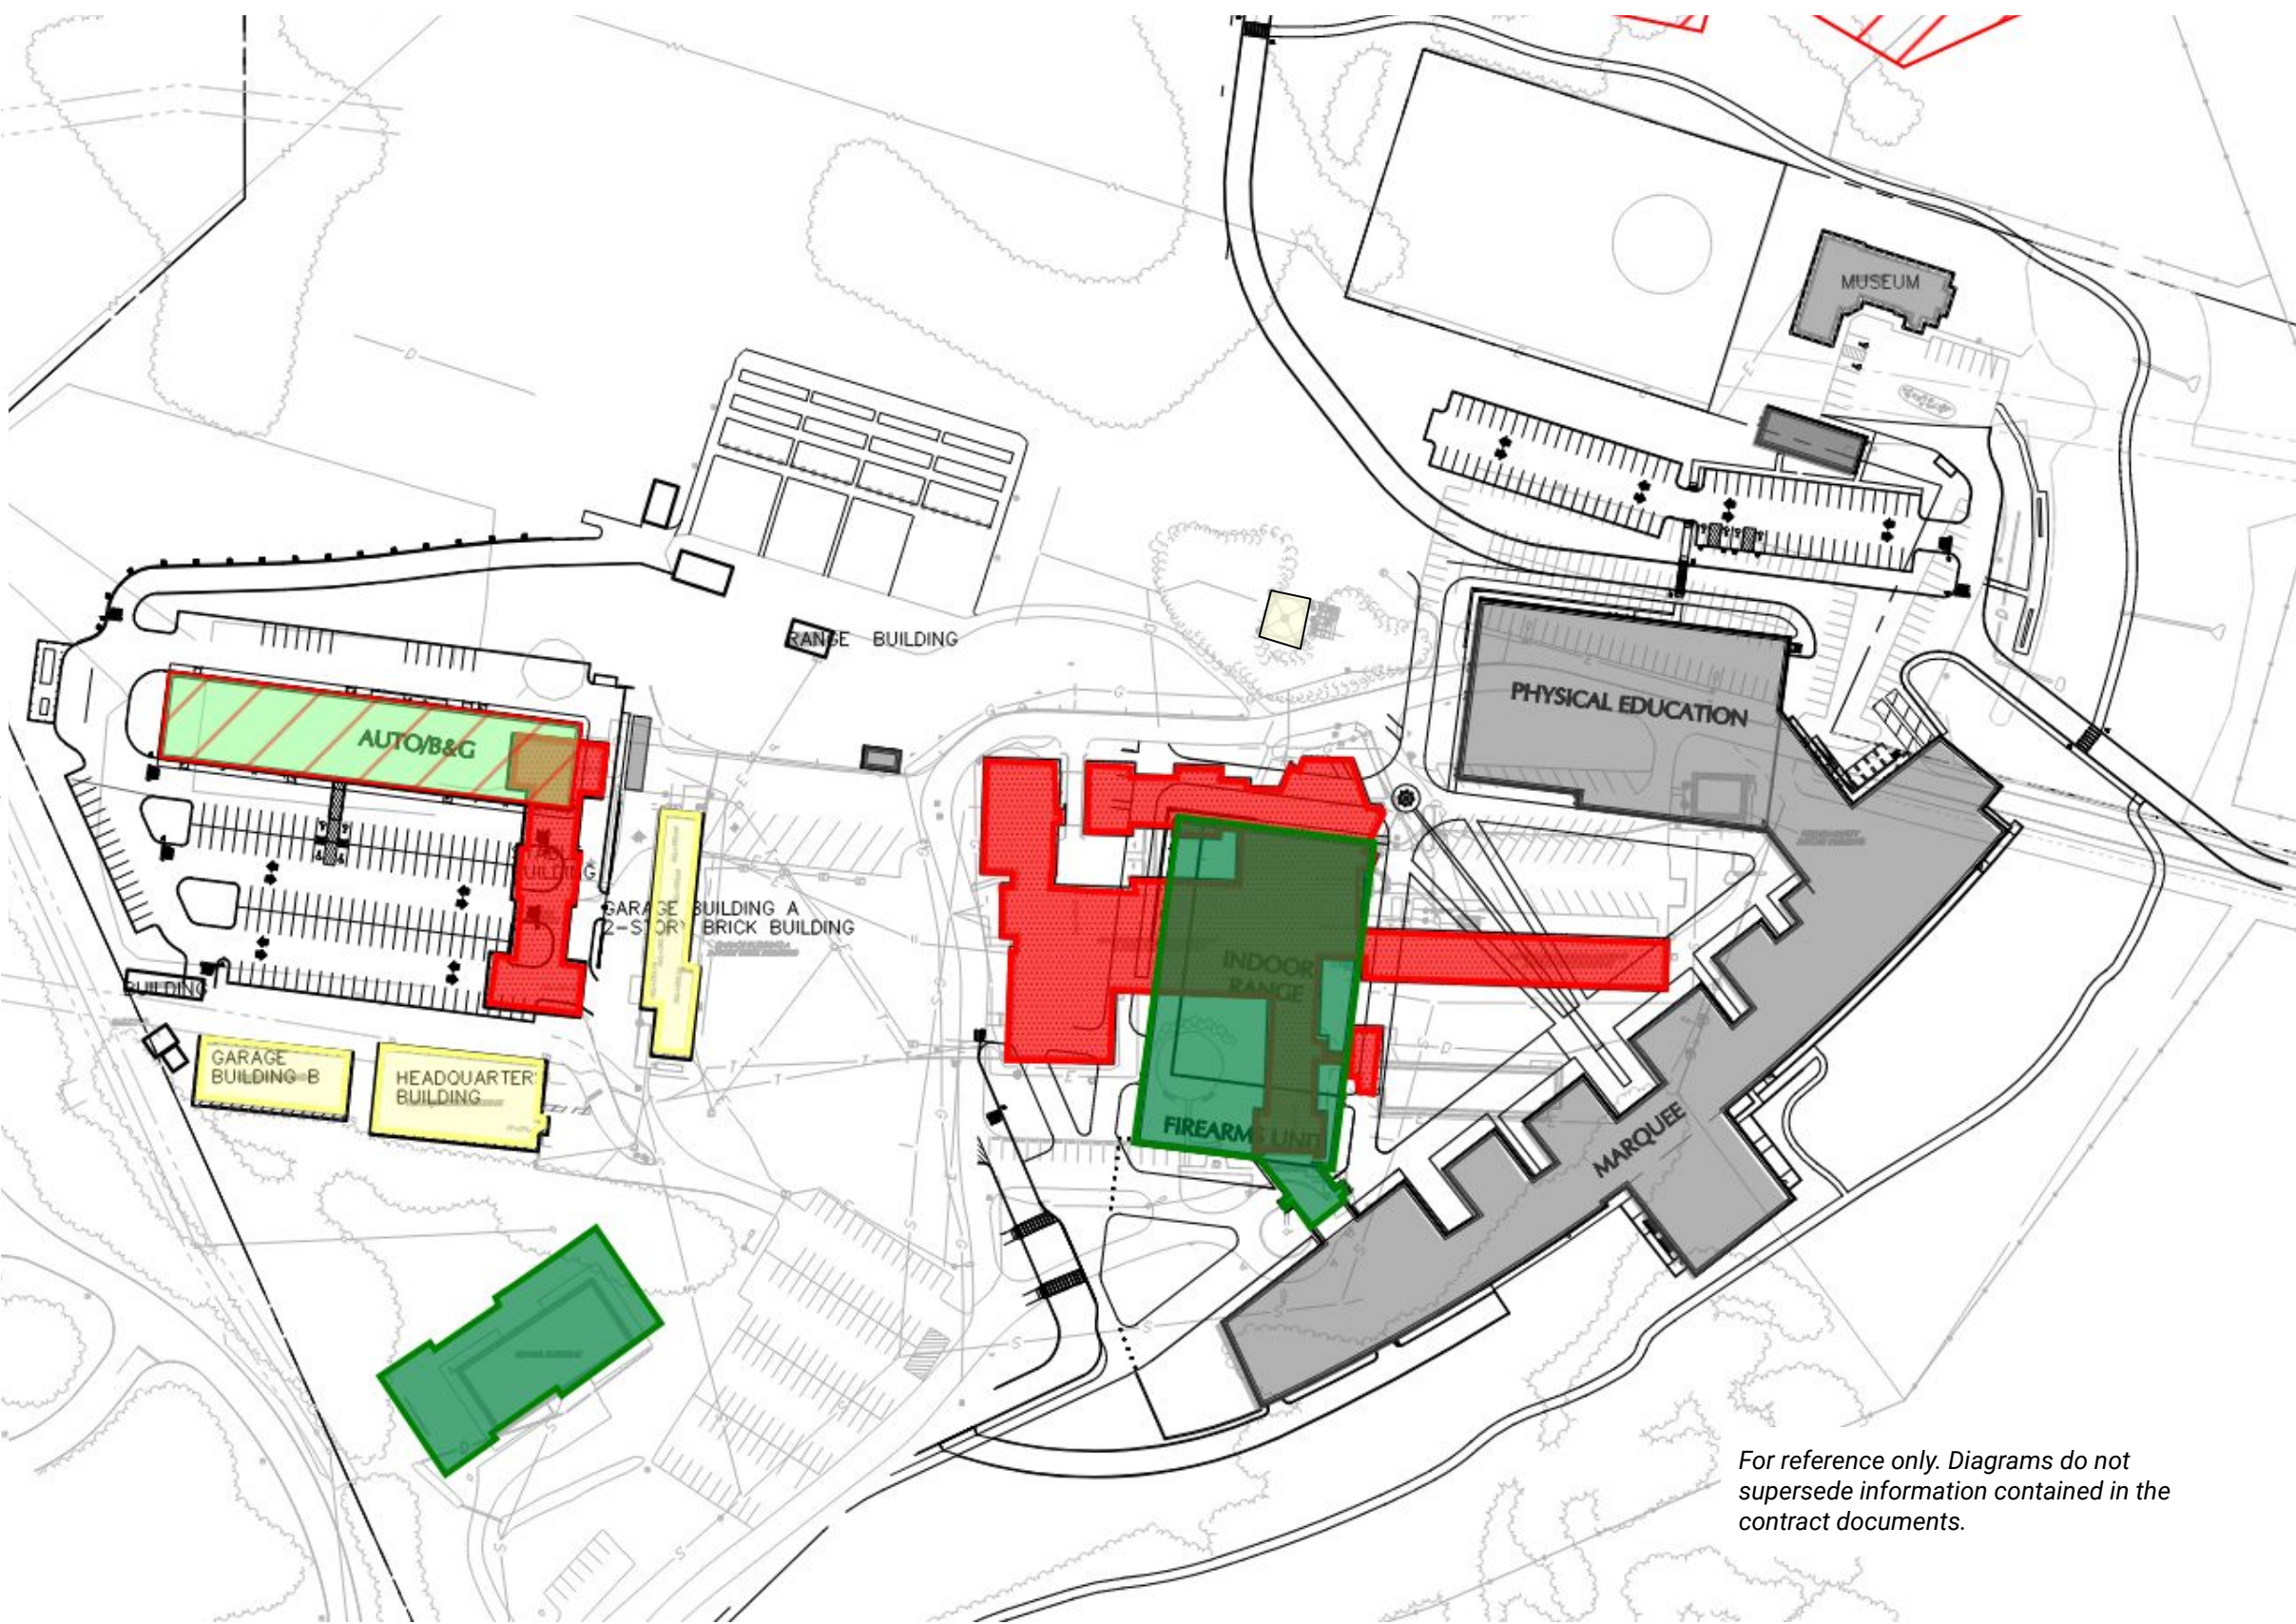 MUSEUM
RANGE BUILDING
PHYSICAL EDUCATION
AUTO/B&G
GARAGE BUILDING A
2-STORY BRICK BUILDING
INDOOR
RANGE
BUILDING
GARAGE
BUILDING B
HEADQUARTER
BUILDING
FIREARMS UNIT
MARQUEE
For reference only. Diagrams do not
supersede information contained in the
contract documents.